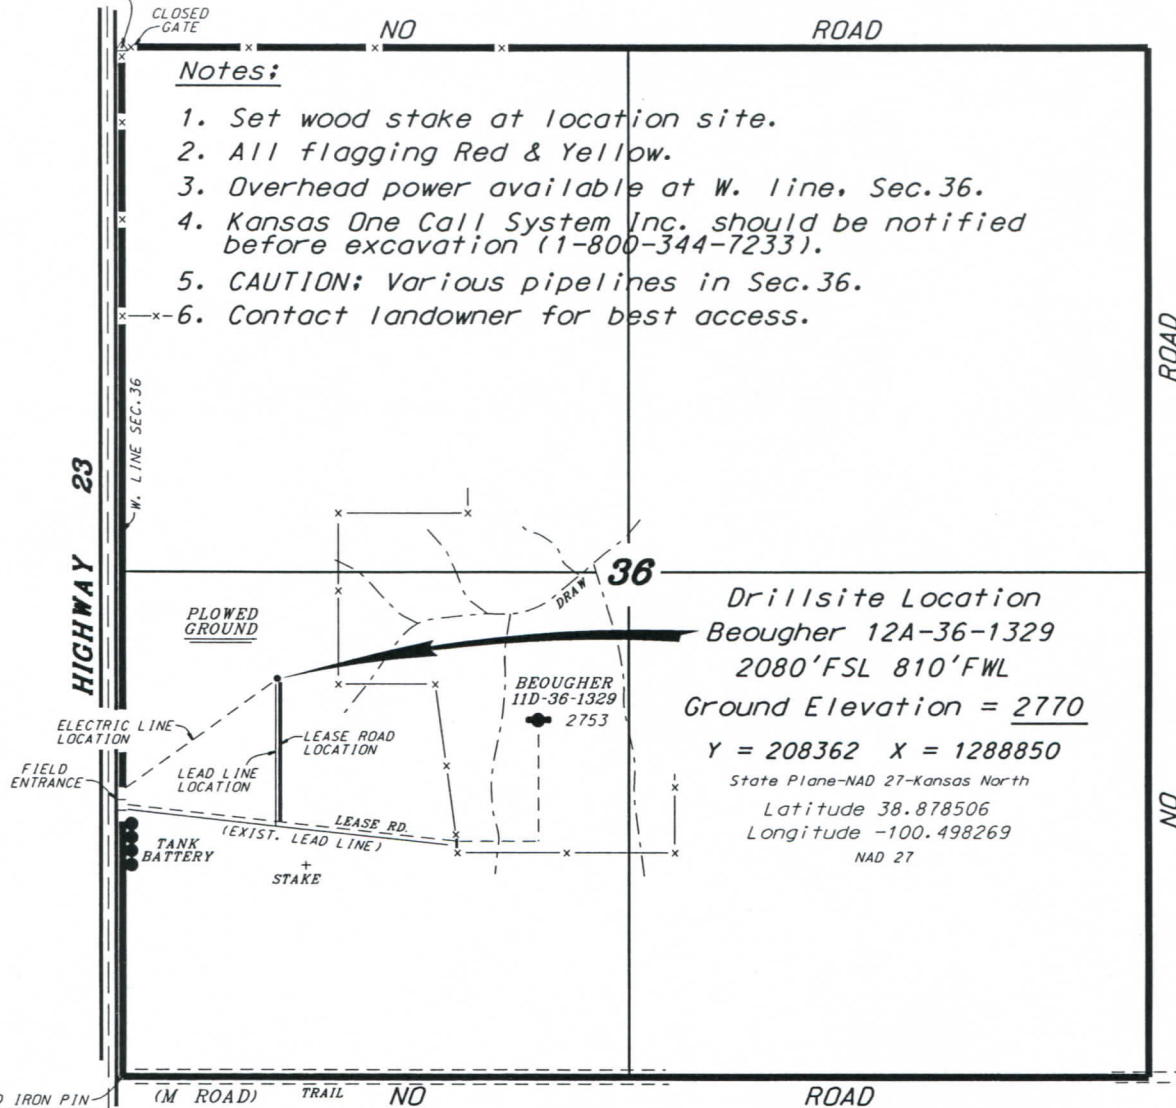 CLOSED
GATE
NO
ROAD
Notes:
1. Set wood stake at location site.
2. All flagging Red & Yellow.
3. Overhead power available at W. line, Sec.36.
4. Kansas One Call System Inc. should be notified
before excavation (1-800-344-7233).
5. CAUTION: Various pipelines in Sec.36.
6. Contact landowner for best access.
ROAD
W. LINE SEC.36
HIGHWAY 23
36
DRAW
PLOWED
GROUND
Drillsite Location
Beougher 12A-36-1329
2080'FSL 810'FWL
Ground Elevation = 2770
Y = 208362 X = 1288850
State Plane-NAD 27-Kansas North
Latitude 38.878506
Longitude -100.498269
NAD 27
BEOUGHER
11D-36-1329
2753
ELECTRIC LINE
LOCATION
LEASE ROAD
LOCATION
FIELD
ENTRANCE
LEAD LINE
LOCATION
LEASE RD.
(EXIST. LEAD LINE)
TANK
BATTERY
STAKE
NO
IRON PIN
(M ROAD)
TRAIL
NO
ROAD